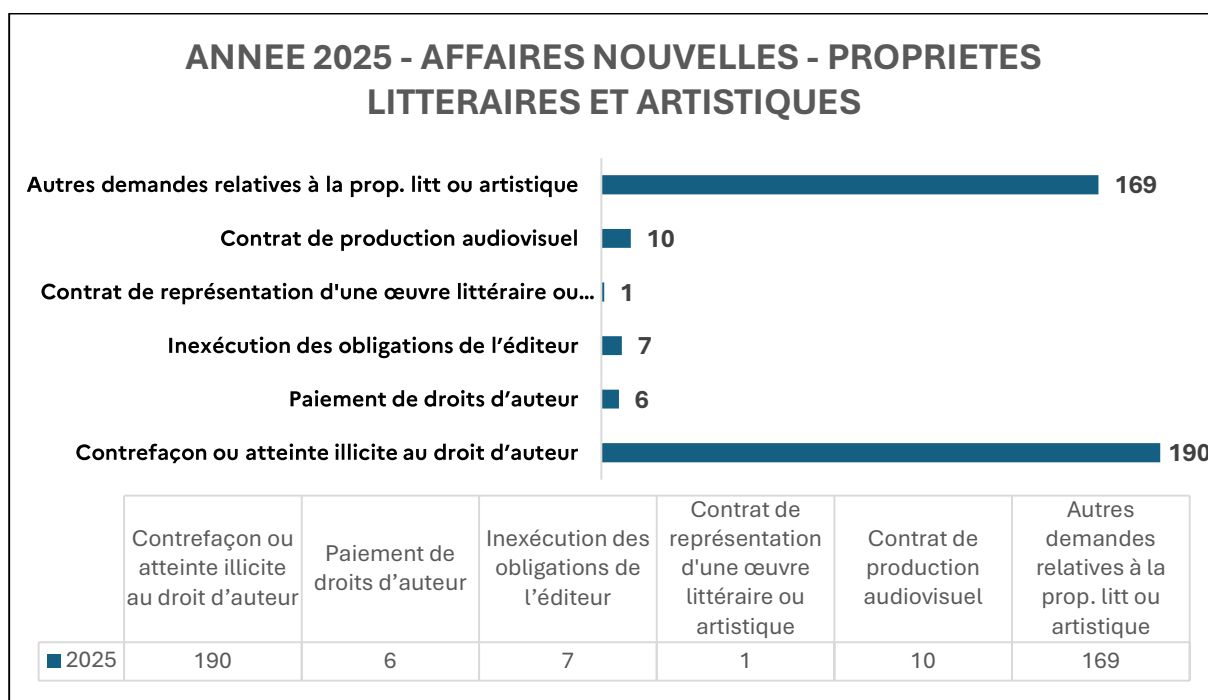 ANNEE 2025 - AFFAIRES NOUVELLES - PROPRIETES
LITTERAIRES ET ARTISTIQUES
Autres demandes relatives à la prop. litt ou artistique 169
Contrat de production audiovisuel 10
Contrat de représentation d'une œuvre littéraire ou... 1
Inexécution des obligations de l’éditeur 7
Paiement de droits d’auteur 6
Contrefaçon ou atteinte illicite au droit d’auteur 190
Contrefaçon ou
atteinte illicite
au droit d’auteur
Paiement de
droits d’auteur
Inexécution des
obligations de
l’éditeur
Contrat de
représentation
d'une œuvre
littéraire ou
artistique
Contrat de
production
audiovisuel
Autres
demandes
relatives à la
prop. litt ou
artistique
2025 190 6 7 1 10 169